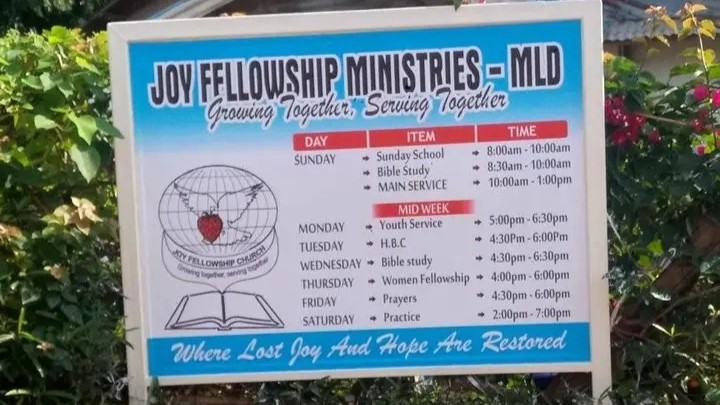 JOY FELLOWSHIP MINISTRIES - MLD
Growing Together, Serving Together
DAY ITEM TIME
SUNDAY Sunday School 8:00am - 10:00am
Bible Study 8:30am - 10:00am
MAIN SERVICE 10:00am - 1:00pm
MID WEEK
MONDAY Youth Service 5:00pm - 6:30pm
TUESDAY H.B.C 4:30Pm - 6:00Pm
WEDNESDAY Bible study 4:30pm - 6:30pm
THURSDAY Women Fellowship 4:00pm - 6:00pm
FRIDAY Prayers 4:30pm - 6:00pm
SATURDAY Practice 2:00pm - 7:00pm
JOY FELLOWSHIP CHURCH
Growing together, serving together
Where Lost Joy And Hope Are Restored